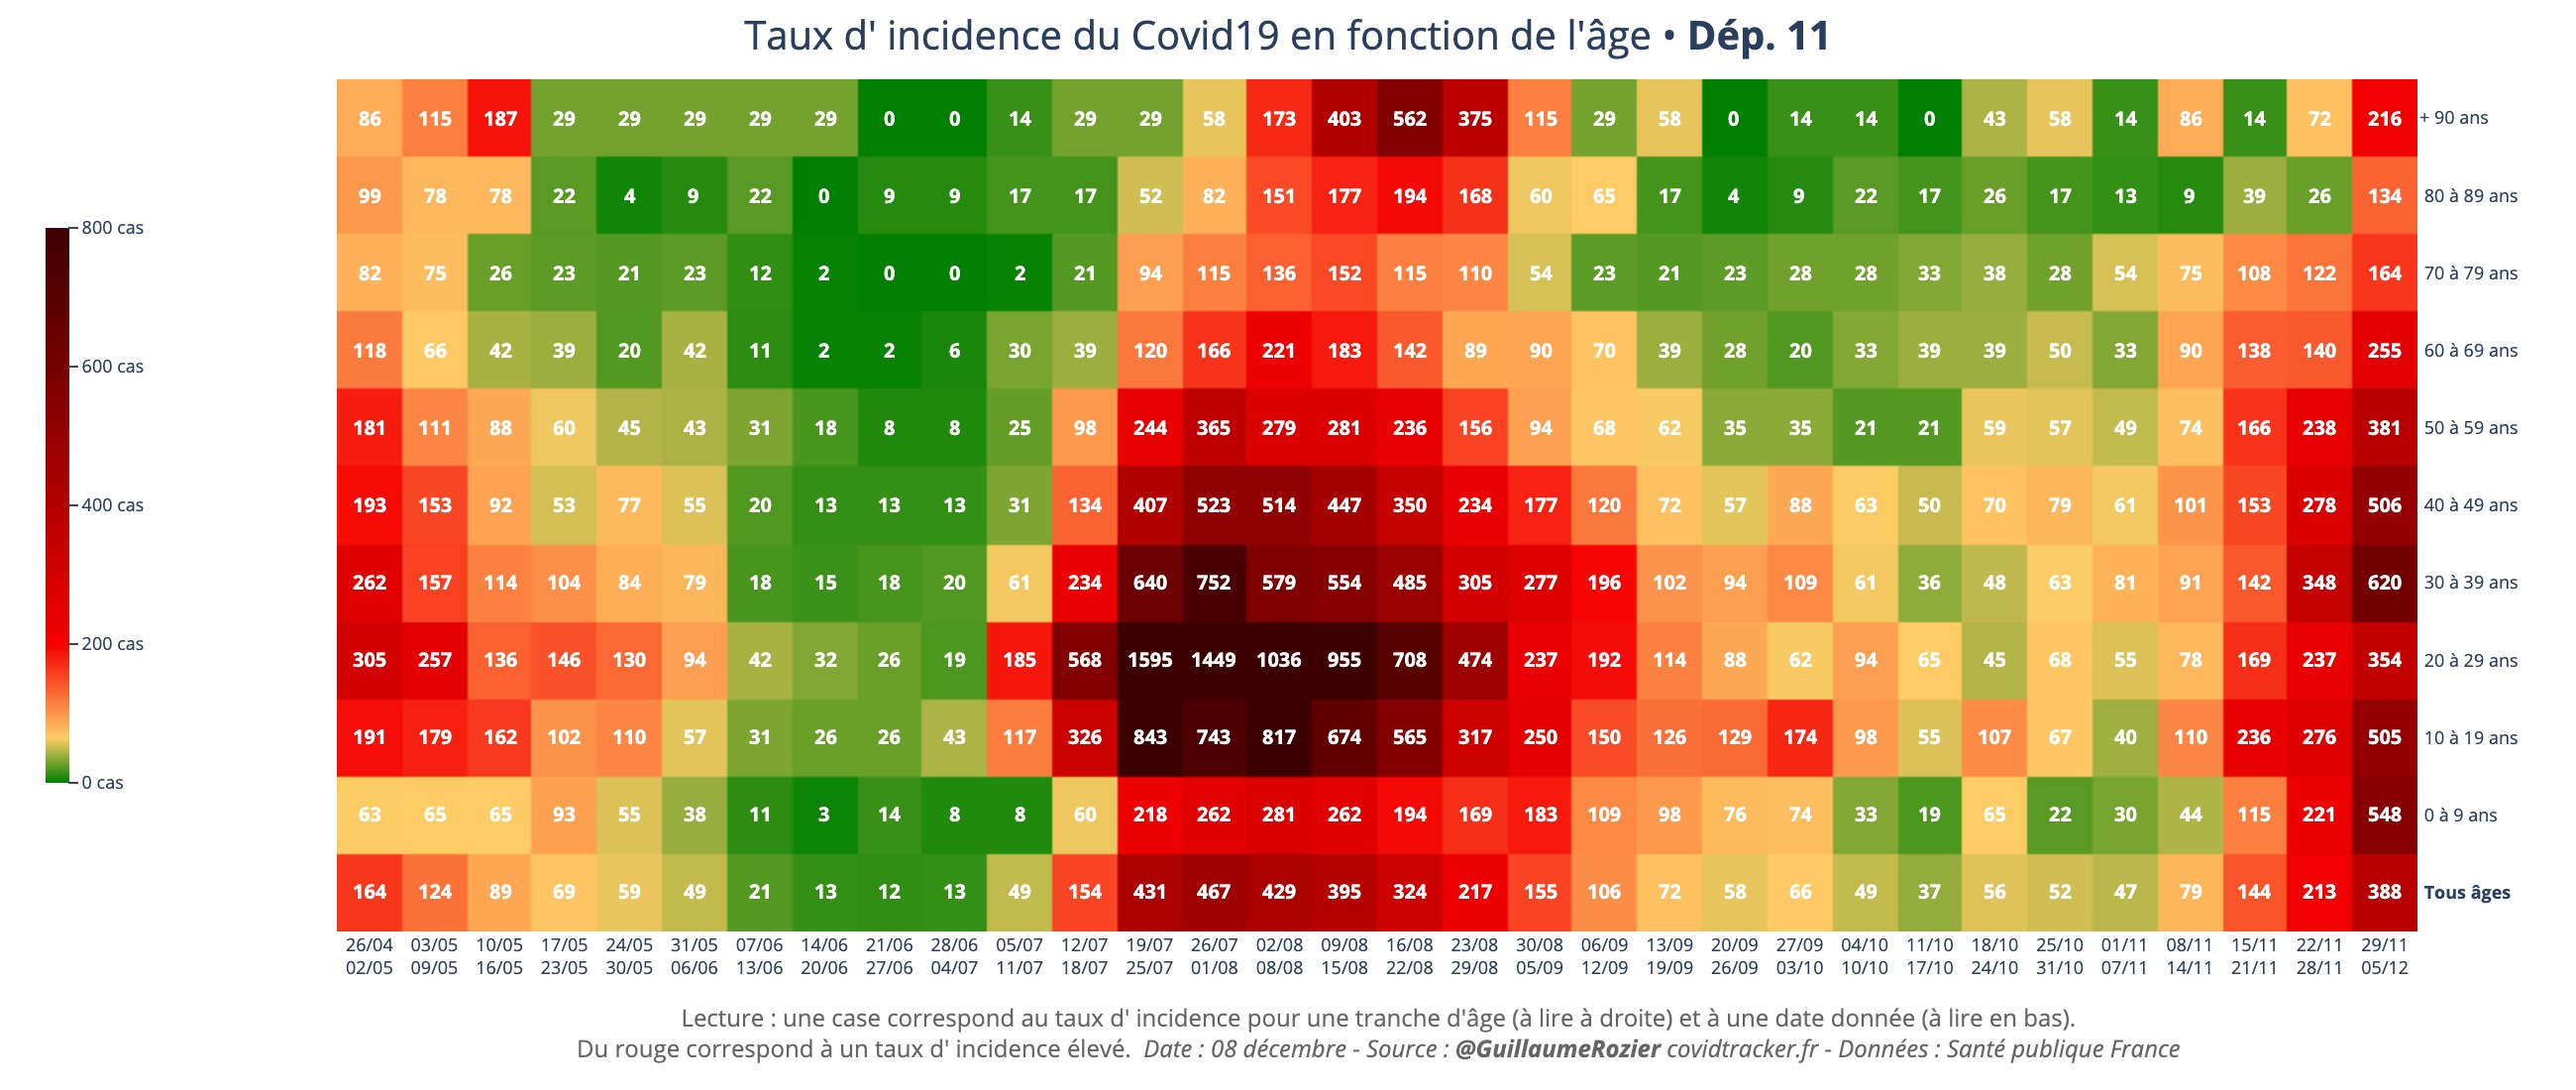 Taux d' incidence du Covid19 en fonction de l'âge • Dép. 11
800 cas
600 cas
400 cas
200 cas
0 cas
86 115 187 29 29 29 29 29 0 0 14 29 29 58 173 403 562 375 115 29 58 0 14 14 0 43 58 14 86 14 72 216 + 90 ans
99 78 78 22 4 9 22 0 9 9 17 17 52 82 151 177 194 168 60 65 17 4 9 22 17 26 17 13 9 39 26 134 80 à 89 ans
82 75 26 23 21 23 12 2 0 0 2 21 94 115 136 152 115 110 54 23 21 23 28 28 33 38 28 54 75 108 122 164 70 à 79 ans
118 66 42 39 20 42 11 2 2 6 30 39 120 166 221 183 142 89 90 70 39 28 20 33 39 39 50 33 90 138 140 255 60 à 69 ans
181 111 88 60 45 43 31 18 8 8 25 98 244 365 279 281 236 156 94 68 62 35 35 21 21 59 57 49 74 166 238 381 50 à 59 ans
193 153 92 53 77 55 20 13 13 13 31 134 407 523 514 447 350 234 177 120 72 57 88 63 50 70 79 61 101 153 278 506 40 à 49 ans
262 157 114 104 84 79 18 15 18 20 61 234 640 752 579 554 485 305 277 196 102 94 109 61 36 48 63 81 91 142 348 620 30 à 39 ans
305 257 136 146 130 94 42 32 26 19 185 568 1595 1449 1036 955 708 474 237 192 114 88 62 94 65 45 68 55 78 169 237 354 20 à 29 ans
191 179 162 102 110 57 31 26 26 43 117 326 843 743 817 674 565 317 250 150 126 129 174 98 55 107 67 40 110 236 276 505 10 à 19 ans
63 65 65 93 55 38 11 3 14 8 8 60 218 262 281 262 194 169 183 109 98 76 74 33 19 65 22 30 44 115 221 548 0 à 9 ans
164 124 89 69 59 49 21 13 12 13 49 154 431 467 429 395 324 217 155 106 72 58 66 49 37 56 52 47 79 144 213 388 Tous âges
26/04 03/05 10/05 17/05 24/05 31/05 07/06 14/06 21/06 28/06 05/07 12/07 19/07 26/07 02/08 09/08 16/08 23/08 30/08 06/09 13/09 20/09 27/09 04/10 11/10 18/10 25/10 01/11 08/11 15/11 22/11 29/11
02/05 09/05 16/05 23/05 30/05 06/06 13/06 20/06 27/06 04/07 11/07 18/07 25/07 01/08 08/08 15/08 22/08 29/08 05/09 12/09 19/09 26/09 03/10 10/10 17/10 24/10 31/10 07/11 14/11 21/11 28/11 05/12
Lecture : une case correspond au taux d' incidence pour une tranche d'âge (à lire à droite) et à une date donnée (à lire en bas).
Du rouge correspond à un taux d' incidence élevé. Date : 08 décembre - Source : @GuillaumeRozier covidtracker.fr - Données : Santé publique France